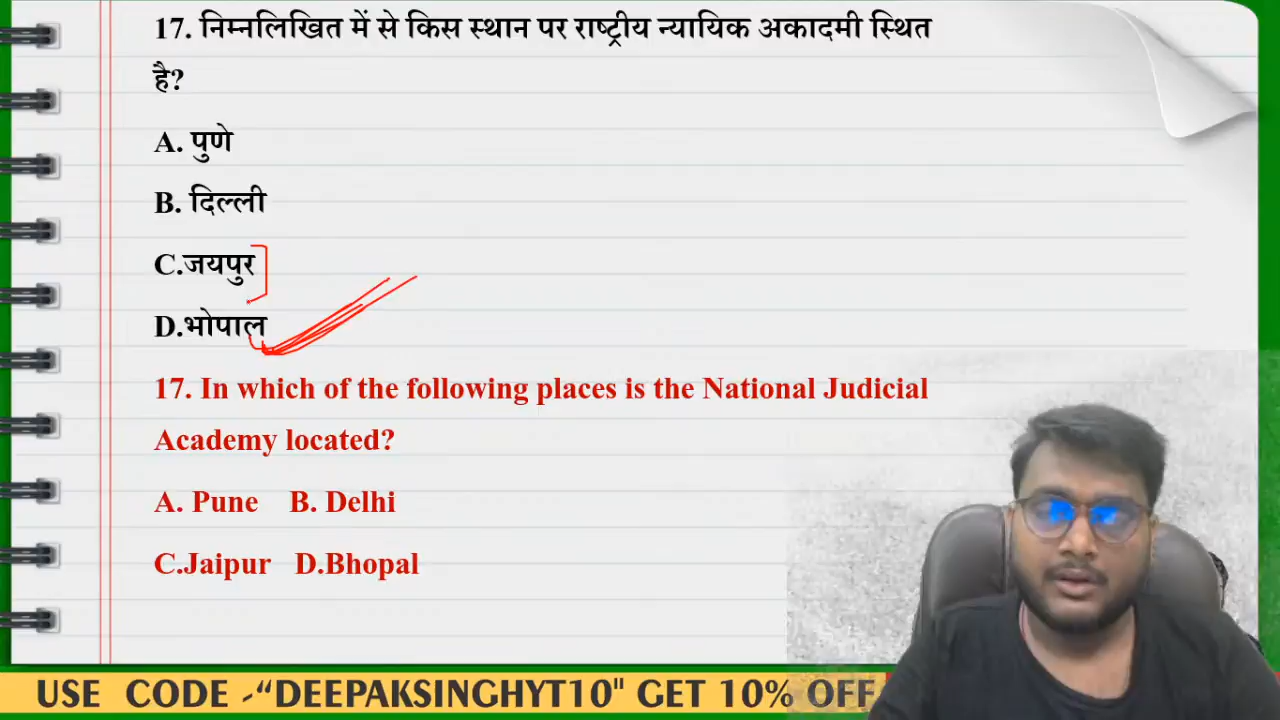 17. निम्नलिखित में से किस स्थान पर राष्ट्रीय न्यायिक अकादमी स्थित
है?
A. पुणे
B. दिल्ली
C.जयपुर
D.भोपाल
17. In which of the following places is the National Judicial
Academy located?
A. Pune B. Delhi
C.Jaipur D.Bhopal
USE CODE -“DEEPAKSINGHYT10" GET 10% OFF